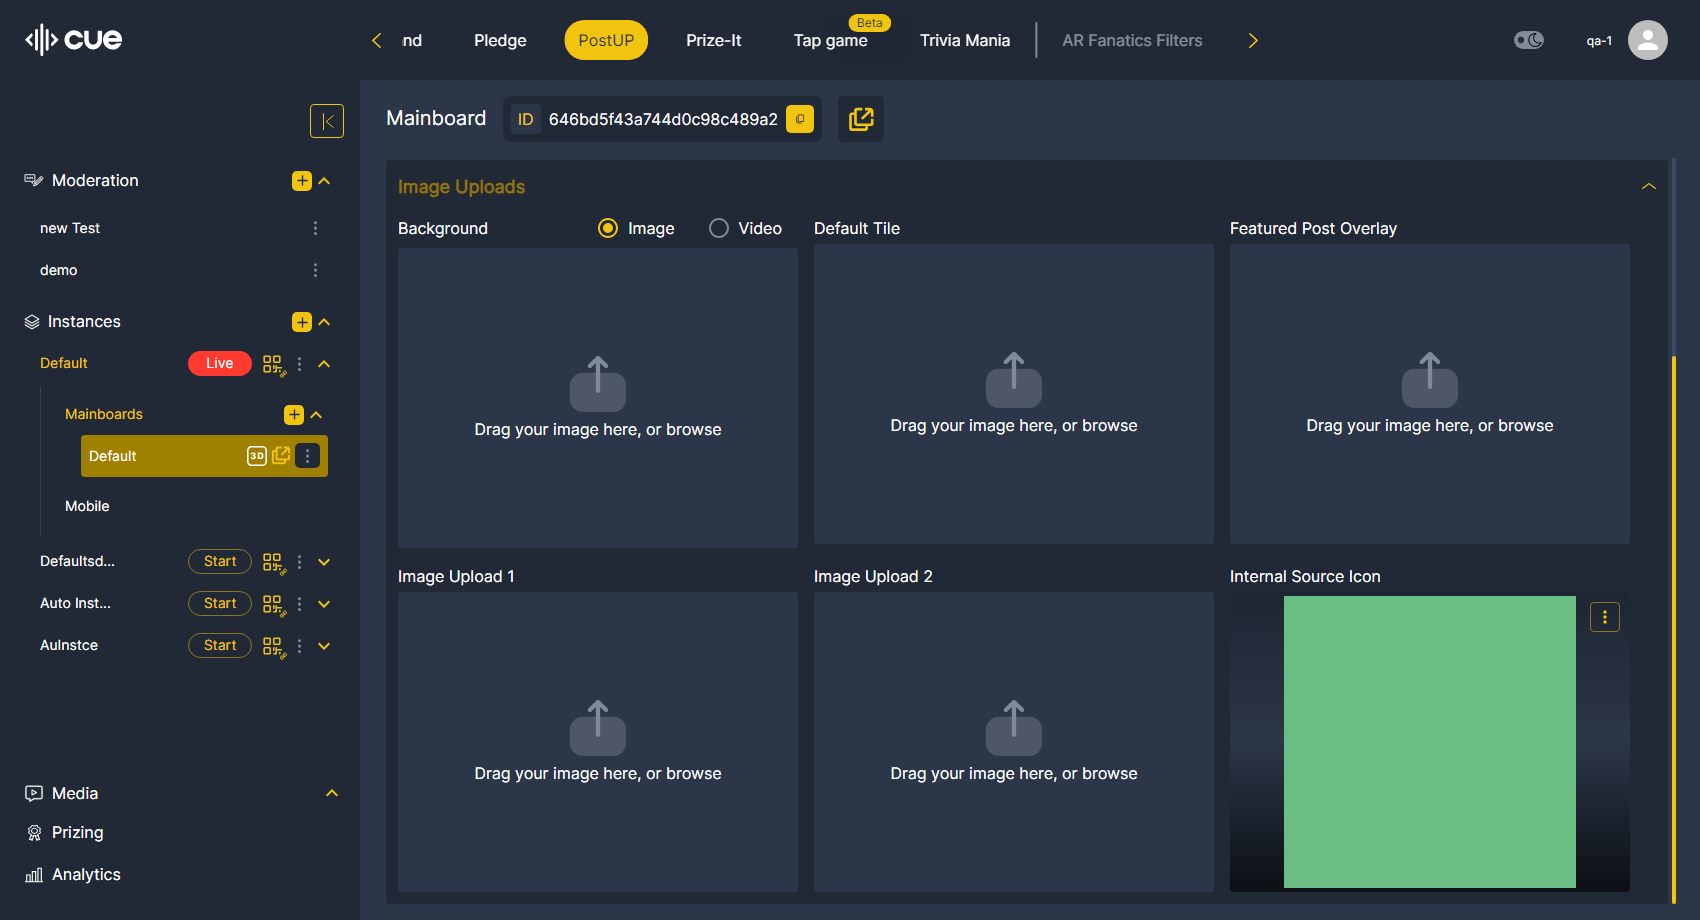 cue
nd
Pledge
PostUP
Prize-It
Tap game
Beta
Trivia Mania
AR Fanatics Filters
qa-1
Mainboard
ID 646bd5f43a744d0c98c489a2
Moderation
new Test
demo
Instances
Default
Live
Mainboards
Default
3D
Mobile
Defaultsd...
Start
Auto Inst...
Start
AuInstce
Start
Media
Prizing
Analytics
Image Uploads
Background
Image
Video
Default Tile
Featured Post Overlay
Drag your image here, or browse
Drag your image here, or browse
Drag your image here, or browse
Image Upload 1
Image Upload 2
Internal Source Icon
Drag your image here, or browse
Drag your image here, or browse